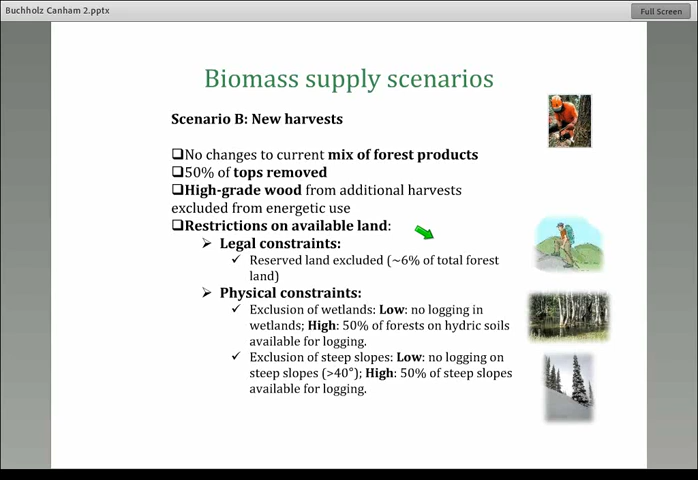 Buchholz Canham 2.pptx
Full Screen
Biomass supply scenarios
Scenario B: New harvests
❑No changes to current mix of forest products
❑50% of tops removed
❑High-grade wood from additional harvests
excluded from energetic use
❑Restrictions on available land:
➢ Legal constraints:
✓ Reserved land excluded (~6% of total forest
land)
➢ Physical constraints:
✓ Exclusion of wetlands: Low: no logging in
wetlands; High: 50% of forests on hydric soils
available for logging.
✓ Exclusion of steep slopes: Low: no logging on
steep slopes (>40°); High: 50% of steep slopes
available for logging.